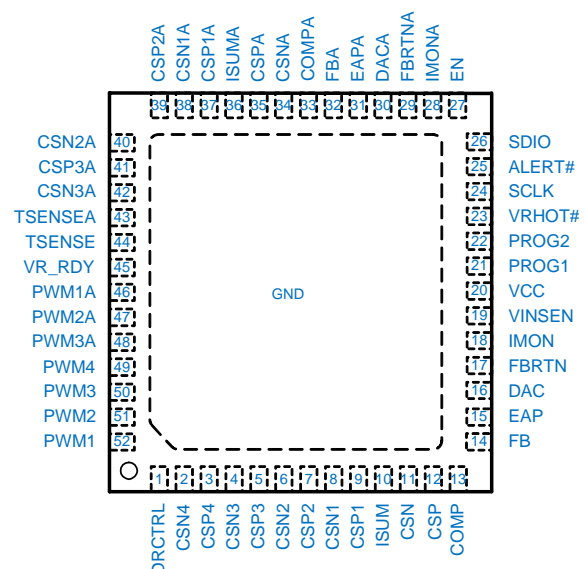 CSP2A
CSN1A
CSP1A
ISUMA
CSPA
CSNA
COMPA
FBA
EAPA
DACA
FBRTNA
IMONA
EN
39
38
37
36
35
34
33
32
31
30
29
28
27
CSN2A 40
CSP3A 41
CSN3A 42
TSENSEA 43
TSENSE 44
VR_RDY 45
PWM1A 46
PWM2A 47
PWM3A 48
PWM4 49
PWM3 50
PWM2 51
PWM1 52
GND
26 SDIO
25 ALERT#
24 SCLK
23 VRHOT#
22 PROG2
21 PROG1
20 VCC
19 VINSEN
18 IMON
17 FBRTN
16 DAC
15 EAP
14 FB
1
2
3
4
5
6
7
8
9
10
11
12
13
DRCTRL
CSN4
CSP4
CSN3
CSP3
CSN2
CSP2
CSN1
CSP1
ISUM
CSN
CSP
COMP